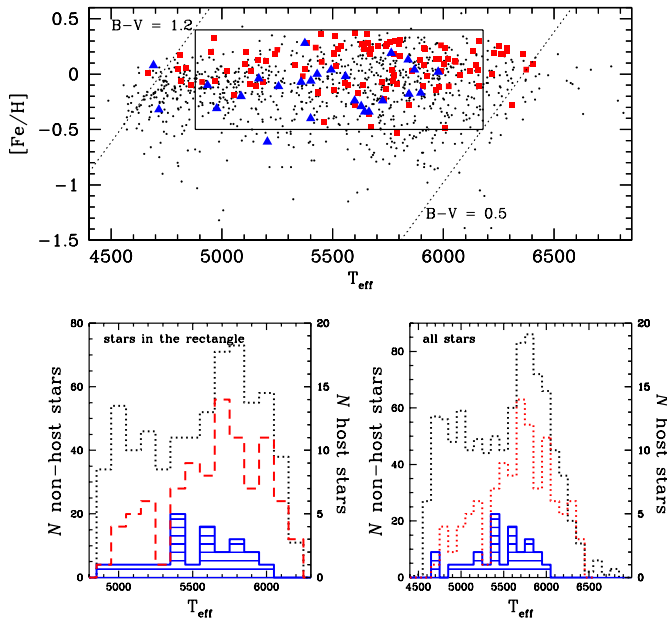 B−V = 1.2
0.5
0
−0.5
−1
−1.5
[Fe/H]
B−V = 0.5
4500 5000 5500 6000 6500
T_eff
80
60
40
20
0
N non−host stars
stars in the rectangle
20
15
10
5
0
N host stars
5000 5500 6000
T_eff
80
60
40
20
0
N non−host stars
all stars
20
15
10
5
0
N host stars
4500 5000 5500 6000 6500
T_eff